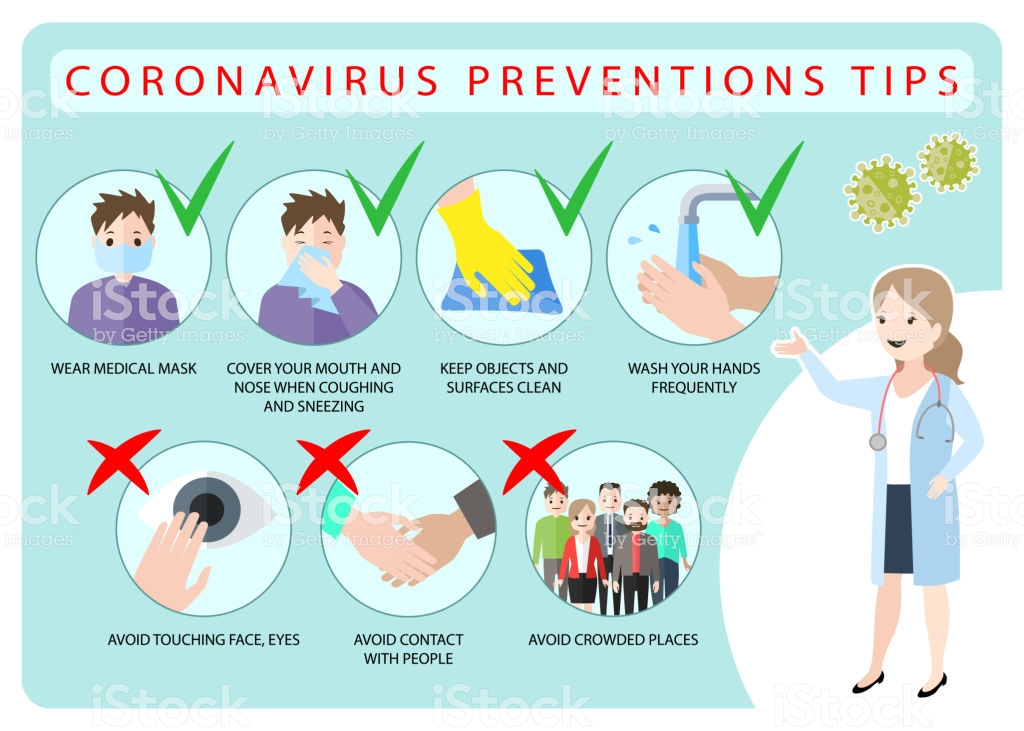 CORONAVIRUS PREVENTIONS TIPS
WEAR MEDICAL MASK
COVER YOUR MOUTH AND
NOSE WHEN COUGHING
AND SNEEZING
KEEP OBJECTS AND
SURFACES CLEAN
WASH YOUR HANDS
FREQUENTLY
AVOID TOUCHING FACE, EYES
AVOID CONTACT
WITH PEOPLE
AVOID CROWDED PLACES
iStock
by Getty Images